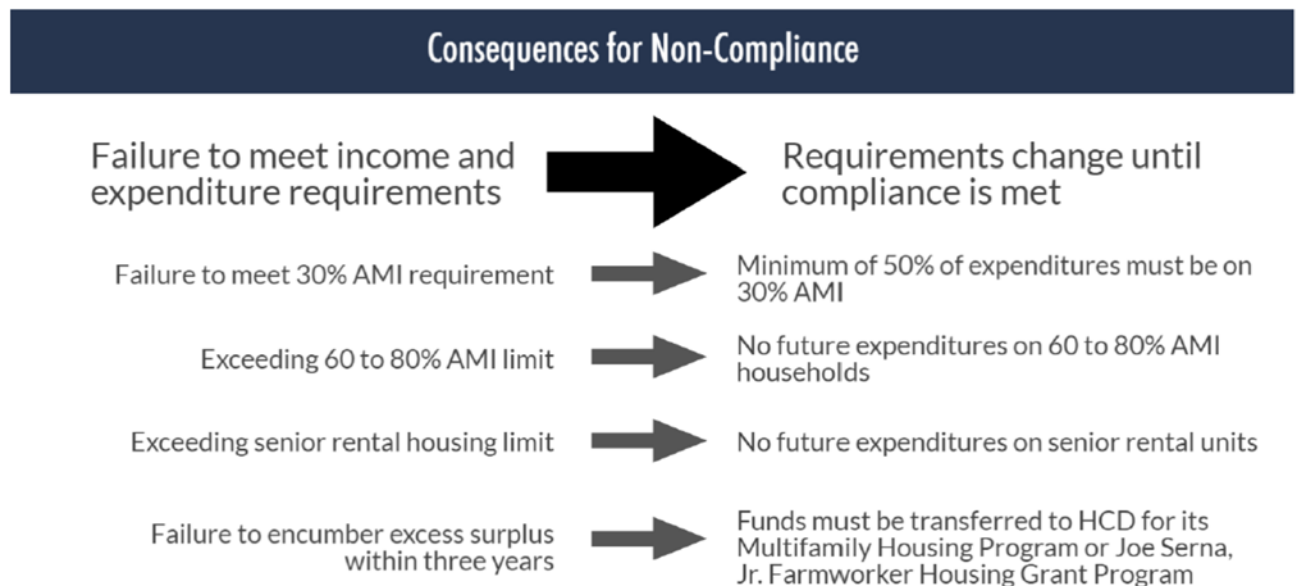 Consequences for Non-Compliance
Failure to meet income and
expenditure requirements
Requirements change until
compliance is met
Failure to meet 30% AMI requirement
Minimum of 50% of expenditures must be on
30% AMI
Exceeding 60 to 80% AMI limit
No future expenditures on 60 to 80% AMI
households
Exceeding senior rental housing limit
No future expenditures on senior rental units
Failure to encumber excess surplus
within three years
Funds must be transferred to HCD for its
Multifamily Housing Program or Joe Serna,
Jr. Farmworker Housing Grant Program